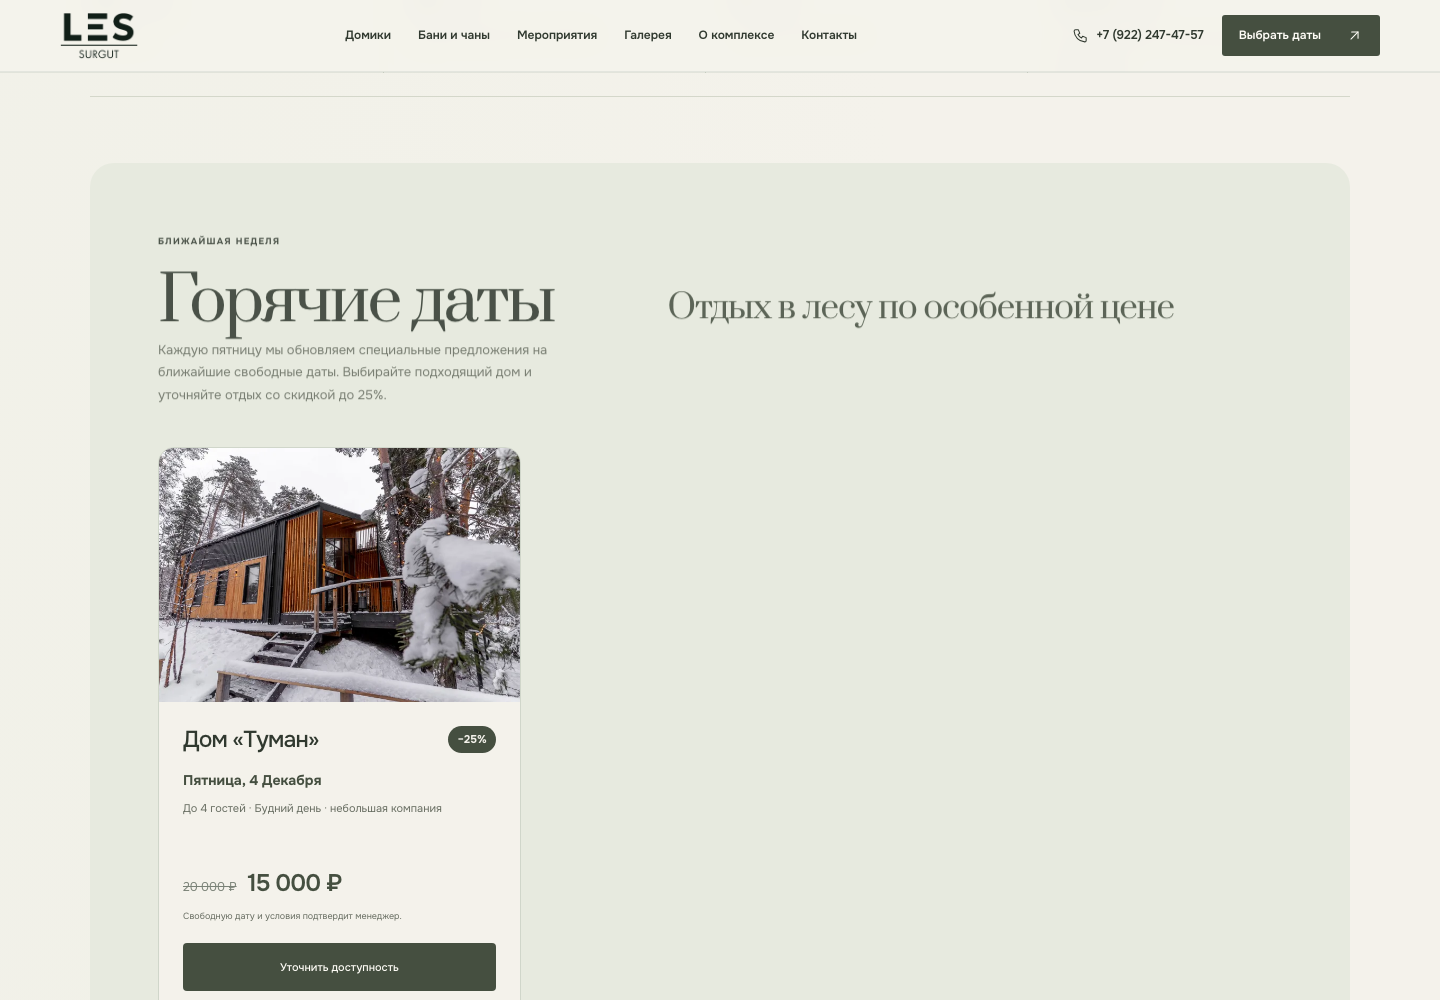 LES
SURGUT
Домики
Бани и чаны
Мероприятия
Галерея
О комплексе
Контакты
+7 (922) 247-47-57
Выбрать даты
БЛИЖАЙШАЯ НЕДЕЛЯ
Горячие даты
Отдых в лесу по особенной цене
Каждую пятницу мы обновляем специальные предложения на
ближайшие свободные даты. Выбирайте подходящий дом и
уточняйте отдых со скидкой до 25%.
Дом «Туман»
−25%
Пятница, 4 Декабря
До 4 гостей · Будний день · небольшая компания
20 000 ₽ 15 000 ₽
Свободную дату и условия подтвердит менеджер.
Уточнить доступность